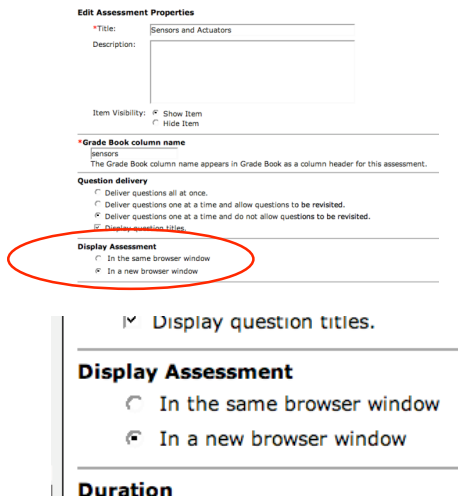 Edit Assessment Properties
*Title: Sensors and Actuators
Description:
Item Visibility: Show Item
Hide Item
*Grade Book column name
sensors
The Grade Book column name appears in Grade Book as a column header for this assessment.
Question delivery
Deliver questions all at once.
Deliver questions one at a time and allow questions to be revisited.
Deliver questions one at a time and do not allow questions to be revisited.
Display question titles.
Display Assessment
In the same browser window
In a new browser window
Display question titles.
Display Assessment
In the same browser window
In a new browser window
Duration